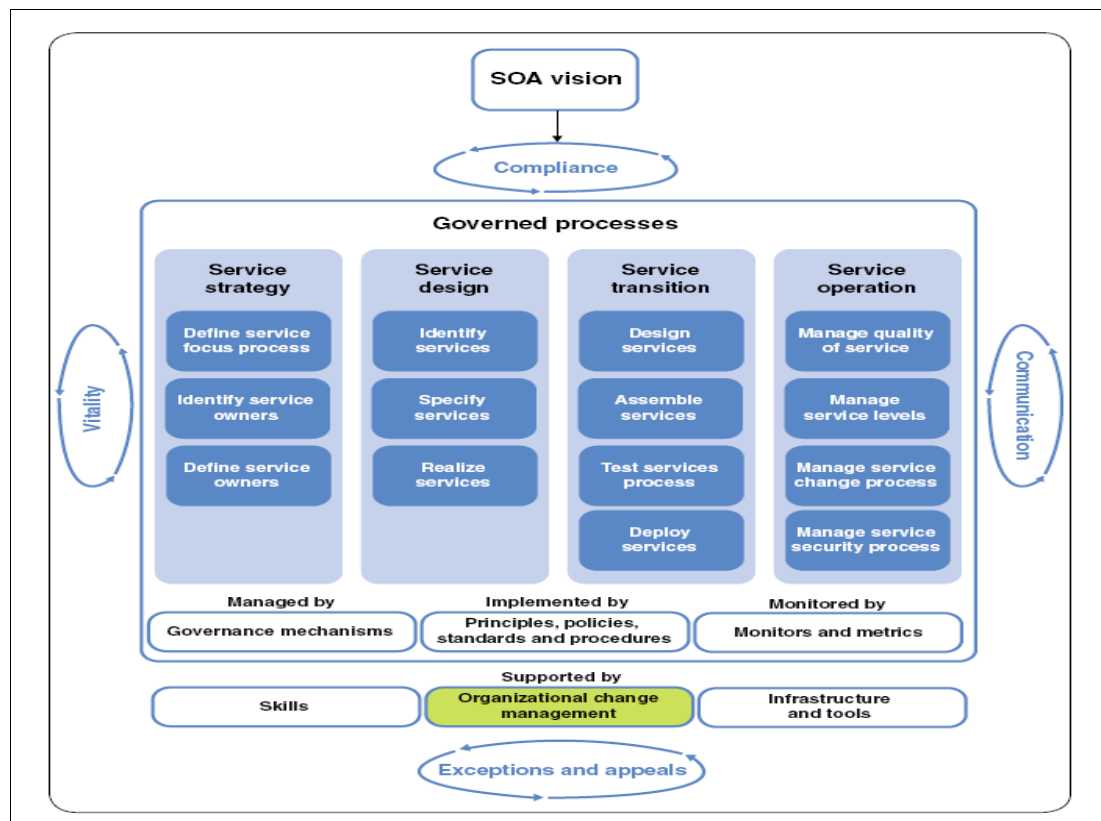 SOA vision
Compliance
Governed processes
Service
strategy
Define service
focus process
Identify service
owners
Define service
owners
Service
design
Identify
services
Specify
services
Realize
services
Service
transition
Design
services
Assemble
services
Test services
process
Deploy
services
Service
operation
Manage quality
of service
Manage
service levels
Manage service
change process
Manage service
security process
Vitality
Communication
Managed by
Governance mechanisms
Implemented by
Principles, policies,
standards and procedures
Monitored by
Monitors and metrics
Supported by
Skills
Organizational change
management
Infrastructure
and tools
Exceptions and appeals